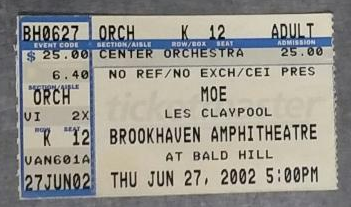 BH0627 ORCH K 12 ADULT
EVENT CODE SECTION/AISLE ROW/BOX SEAT ADMISSION
$ 25.00 CENTER ORCHESTRA 25.00
6.40 NO REF/NO EXCH/CEI PRES
SECTION/AISLE
ORCH MOE
VI 2X LES CLAYPOOL
K 12 BROOKHAVEN AMPHITHEATRE
VAN601A AT BALD HILL
27JUN02 THU JUN 27, 2002 5:00PM